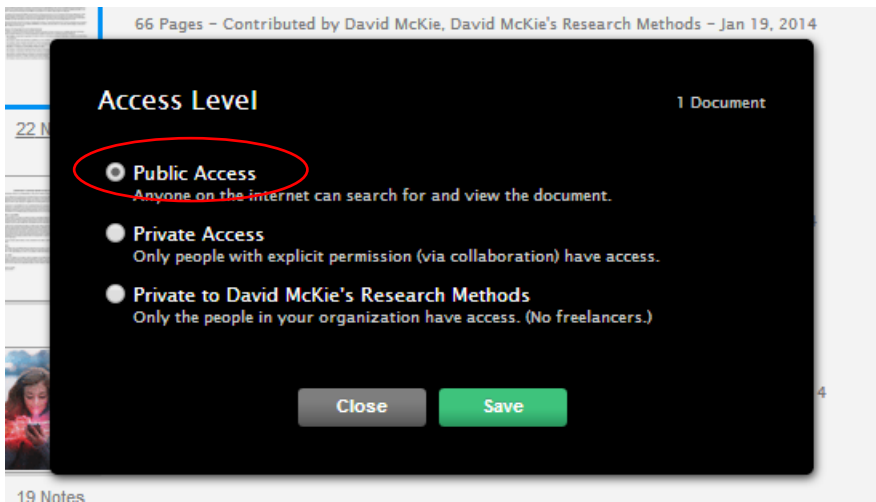 66 Pages – Contributed by David McKie, David McKie's Research Methods – Jan 19, 2014
Access Level
1 Document
22 N
Public Access
Anyone on the internet can search for and view the document.
Private Access
Only people with explicit permission (via collaboration) have access.
Private to David McKie's Research Methods
Only the people in your organization have access. (No freelancers.)
4
Close
Save
19 Notes